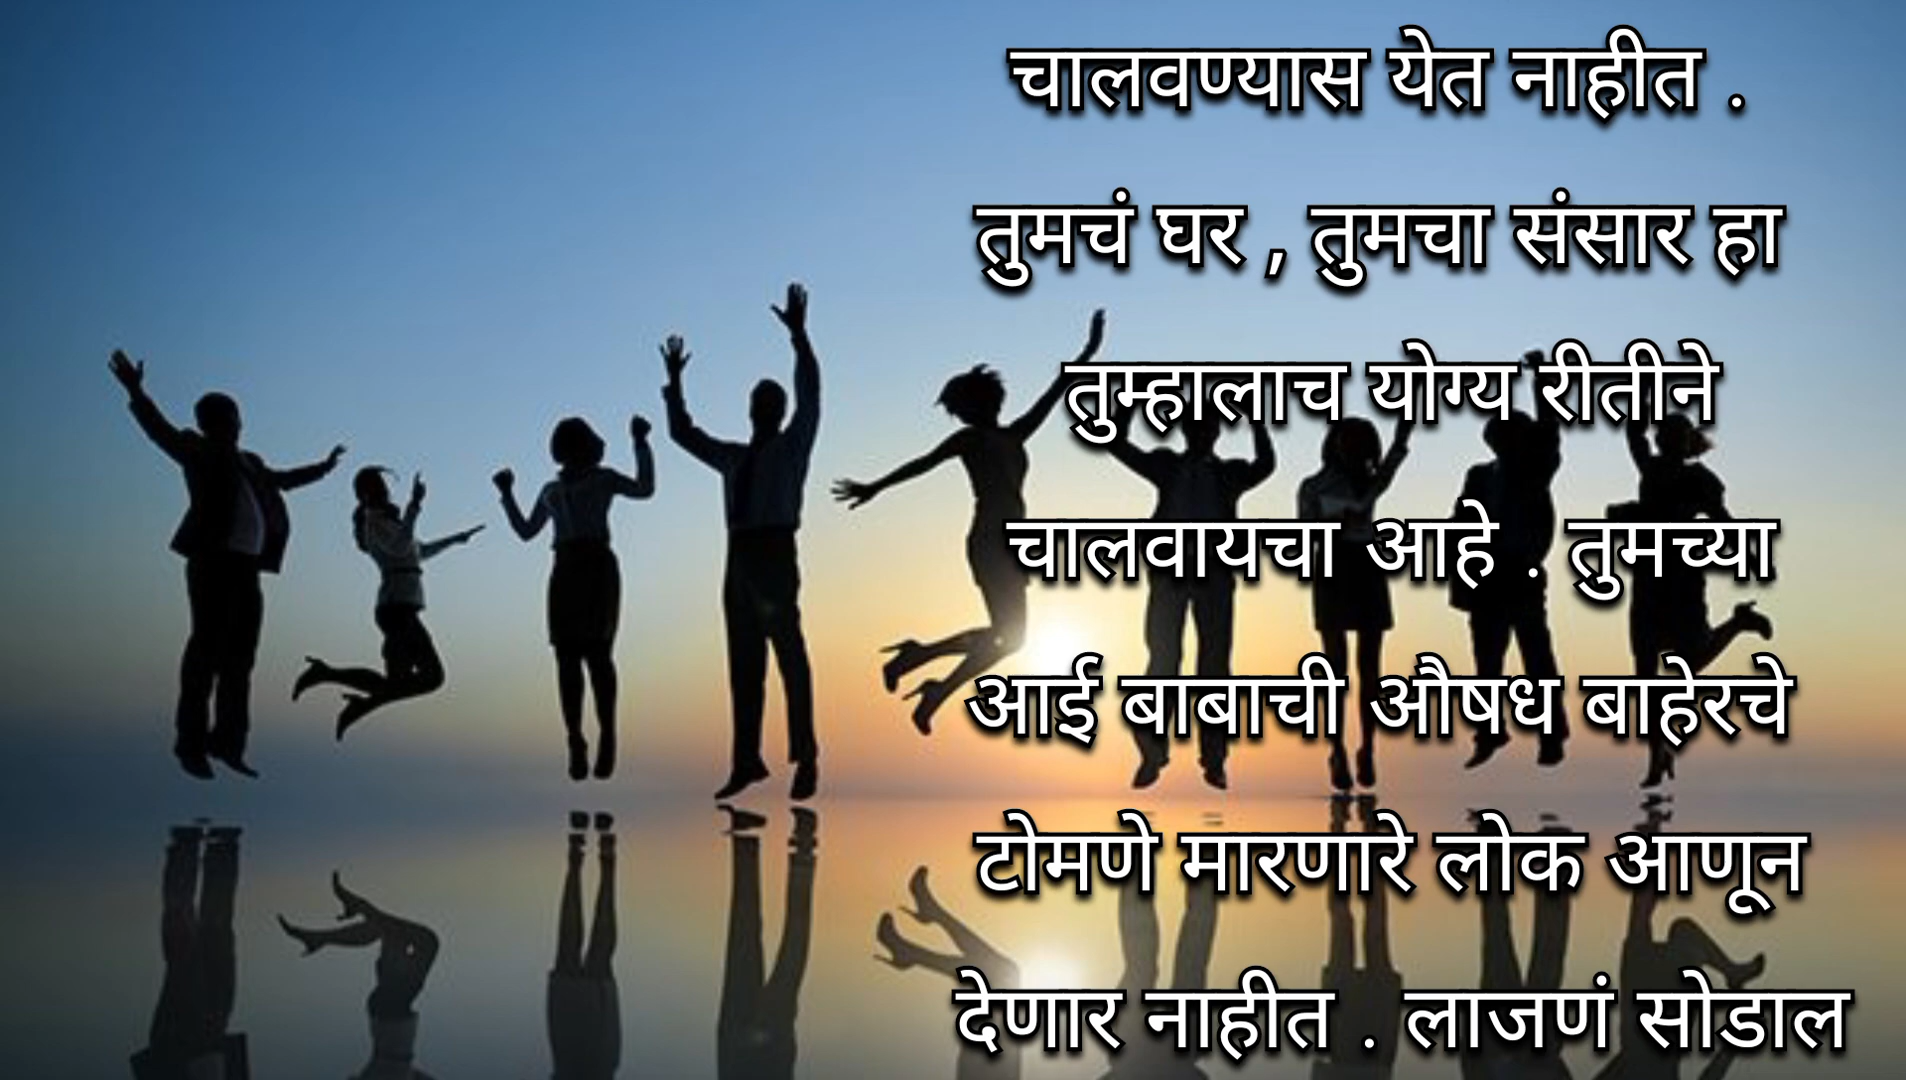 चालवण्यास येत नाहीत .
तुमचं घर , तुमचा संसार हा
तुम्हालाच योग्य रीतीने
चालवायचा आहे . तुमच्या
आई बाबाची औषध बाहेरचे
टोमणे मारणारे लोक आणून
देणार नाहीत . लाजणं सोडाल